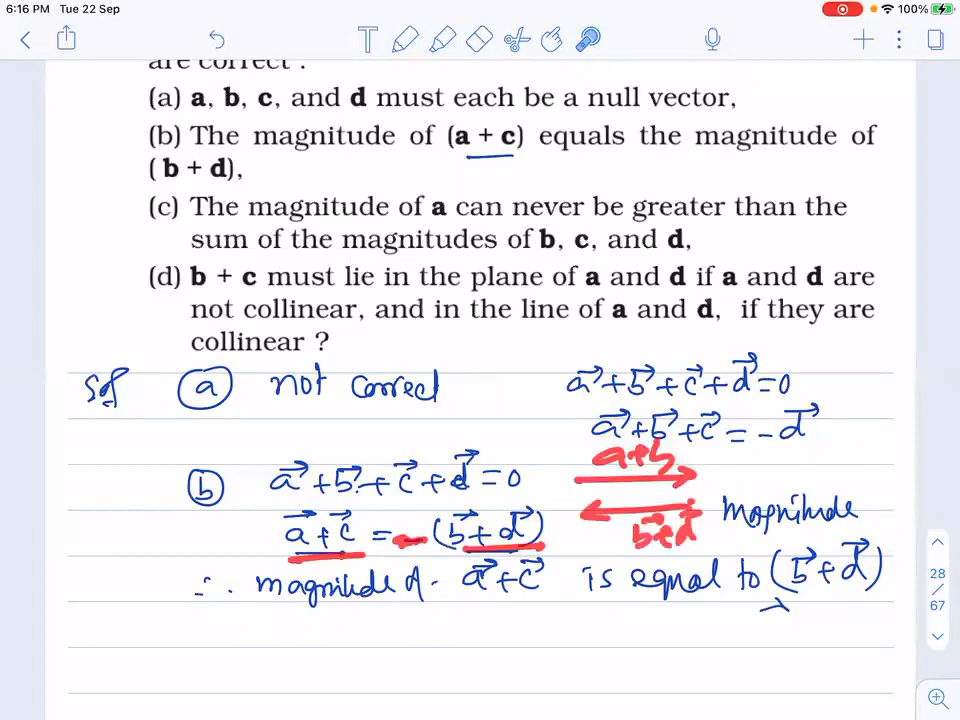 6:16 PM Tue 22 Sep 100%
are correct :
(a) a, b, c, and d must each be a null vector,
(b) The magnitude of (a + c) equals the magnitude of
( b + d),
(c) The magnitude of a can never be greater than the
sum of the magnitudes of b, c, and d,
(d) b + c must lie in the plane of a and d if a and d are
not collinear, and in the line of a and d, if they are
collinear ?
Sol (a) not correct a⃗ + b⃗ + c⃗ + d⃗ = 0
a⃗ + b⃗ + c⃗ = - d⃗
(b) a⃗ + b⃗ + c⃗ + d⃗ = 0 a+b
a⃗ + c⃗ = - (b⃗ + d⃗) b⃗+d⃗ magnitude
∴ magnitude of a⃗ + c⃗ is equal to (b⃗ + d⃗)
28
/
67